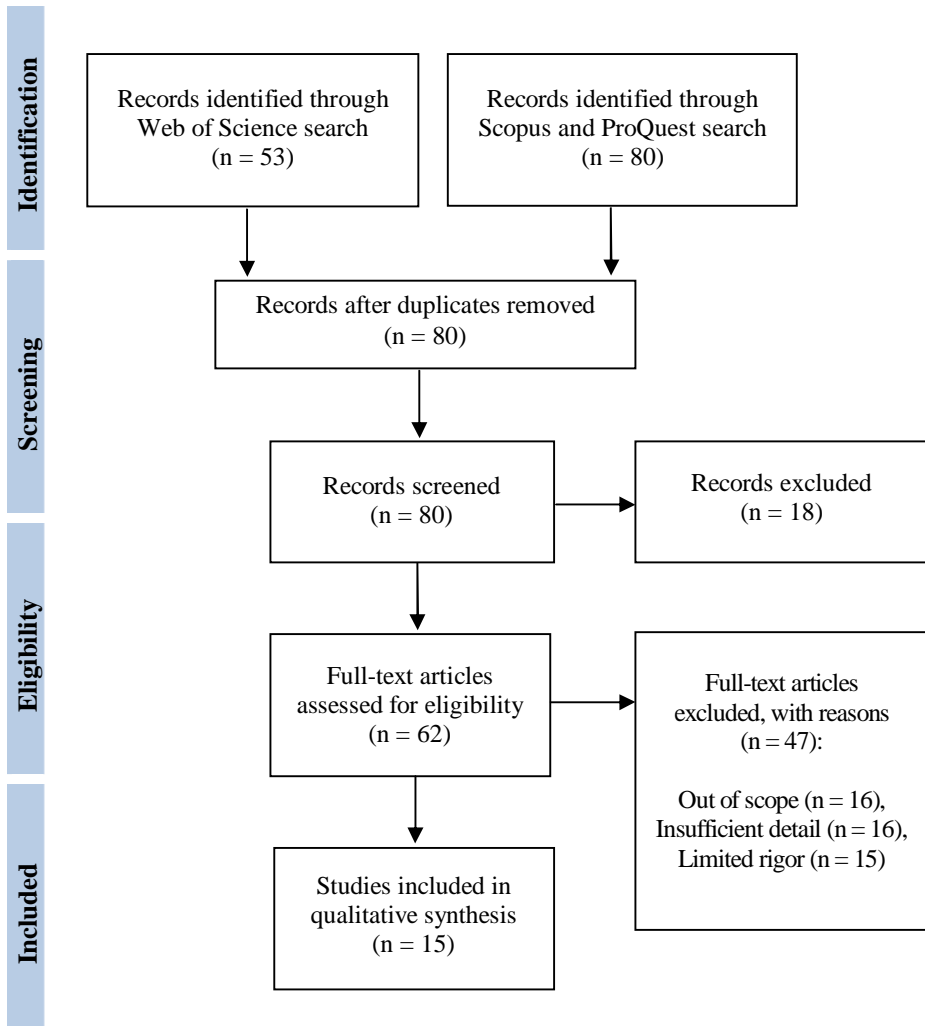 Identification
Records identified through
Web of Science search
(n = 53)
Records identified through
Scopus and ProQuest search
(n = 80)
Screening
Records after duplicates removed
(n = 80)
Records screened
(n = 80)
Records excluded
(n = 18)
Eligibility
Full-text articles
assessed for eligibility
(n = 62)
Full-text articles
excluded, with reasons
(n = 47):
Out of scope (n = 16),
Insufficient detail (n = 16),
Limited rigor (n = 15)
Included
Studies included in
qualitative synthesis
(n = 15)